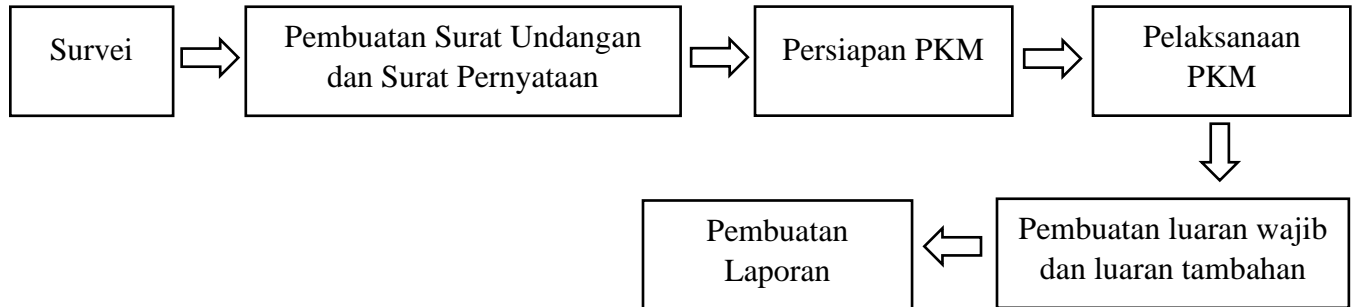 Survei
Pembuatan Surat Undangan
dan Surat Pernyataan
Persiapan PKM
Pelaksanaan
PKM
Pembuatan luaran wajib
dan luaran tambahan
Pembuatan
Laporan